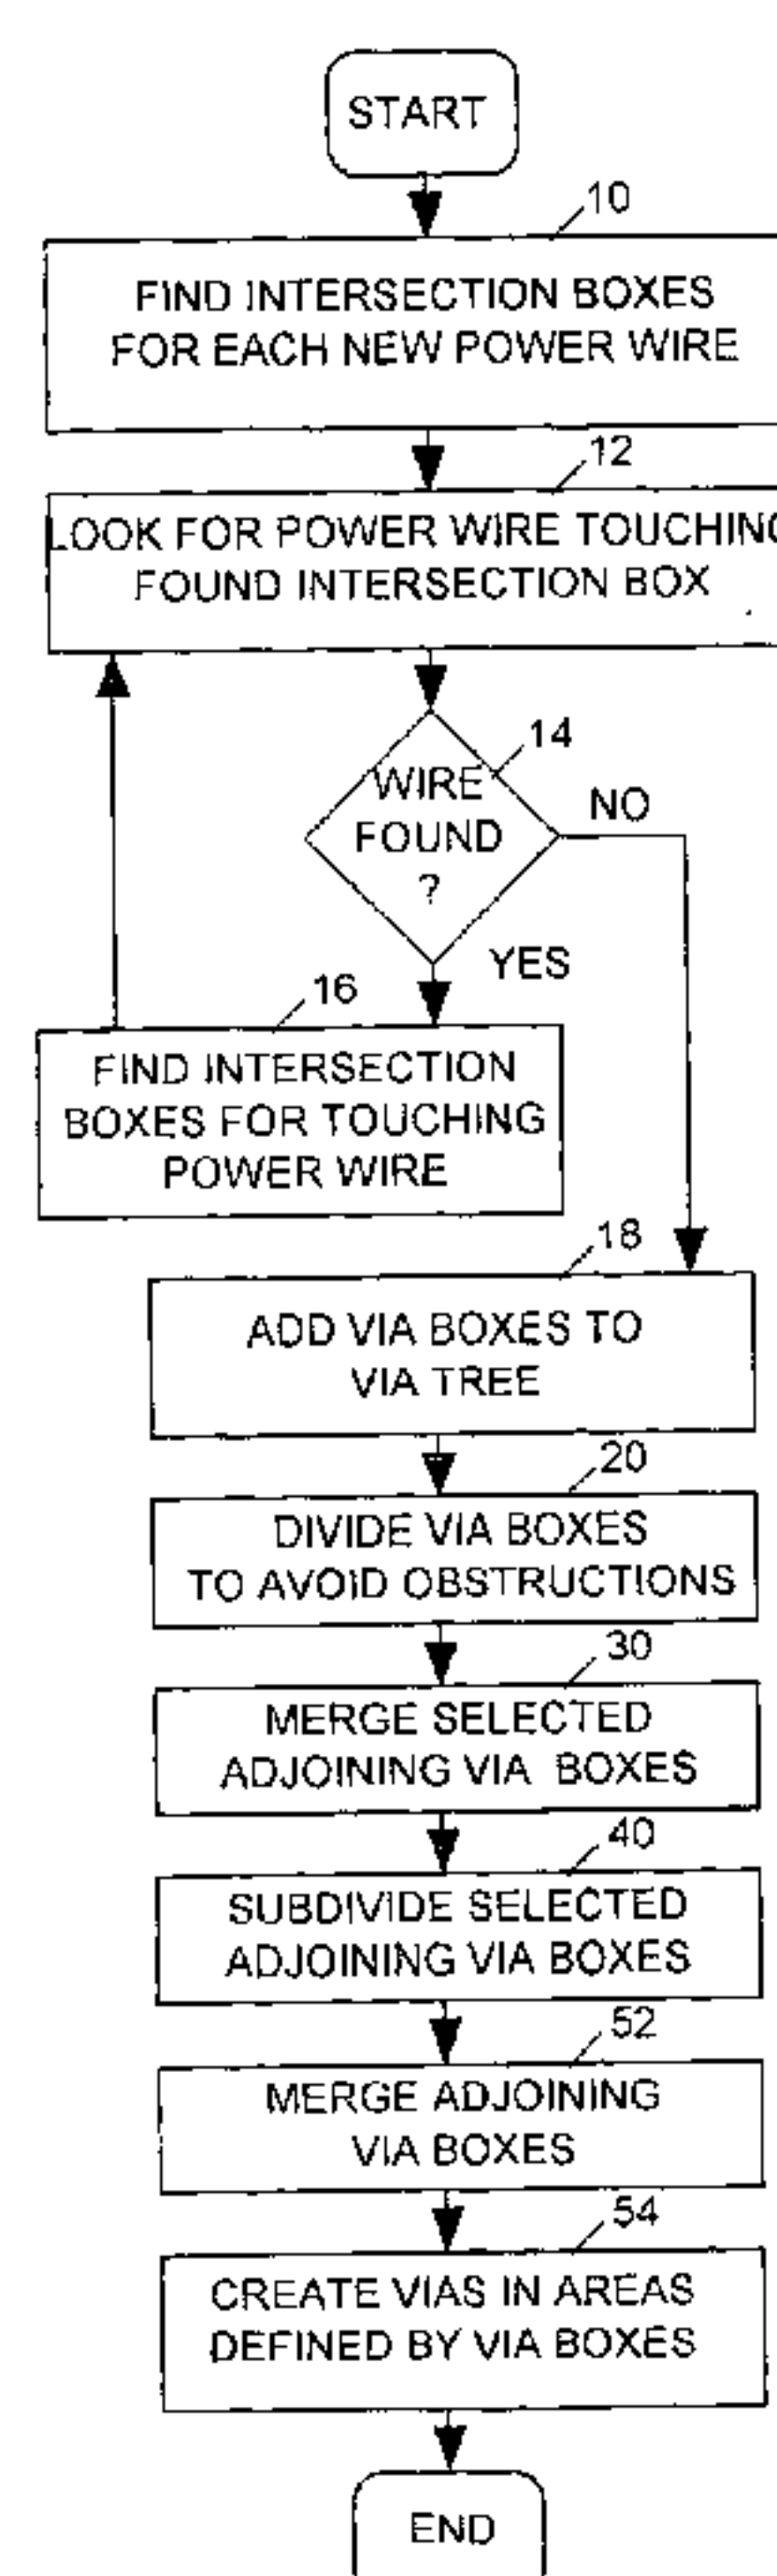 START
10
FIND INTERSECTION BOXES
FOR EACH NEW POWER WIRE
12
LOOK FOR POWER WIRE TOUCHING
FOUND INTERSECTION BOX
14
WIRE
FOUND
?
NO
YES
16
FIND INTERSECTION
BOXES FOR TOUCHING
POWER WIRE
18
ADD VIA BOXES TO
VIA TREE
20
DIVIDE VIA BOXES
TO AVOID OBSTRUCTIONS
30
MERGE SELECTED
ADJOINING VIA BOXES
40
SUBDIVIDE SELECTED
ADJOINING VIA BOXES
52
MERGE ADJOINING
VIA BOXES
54
CREATE VIAS IN AREAS
DEFINED BY VIA BOXES
END